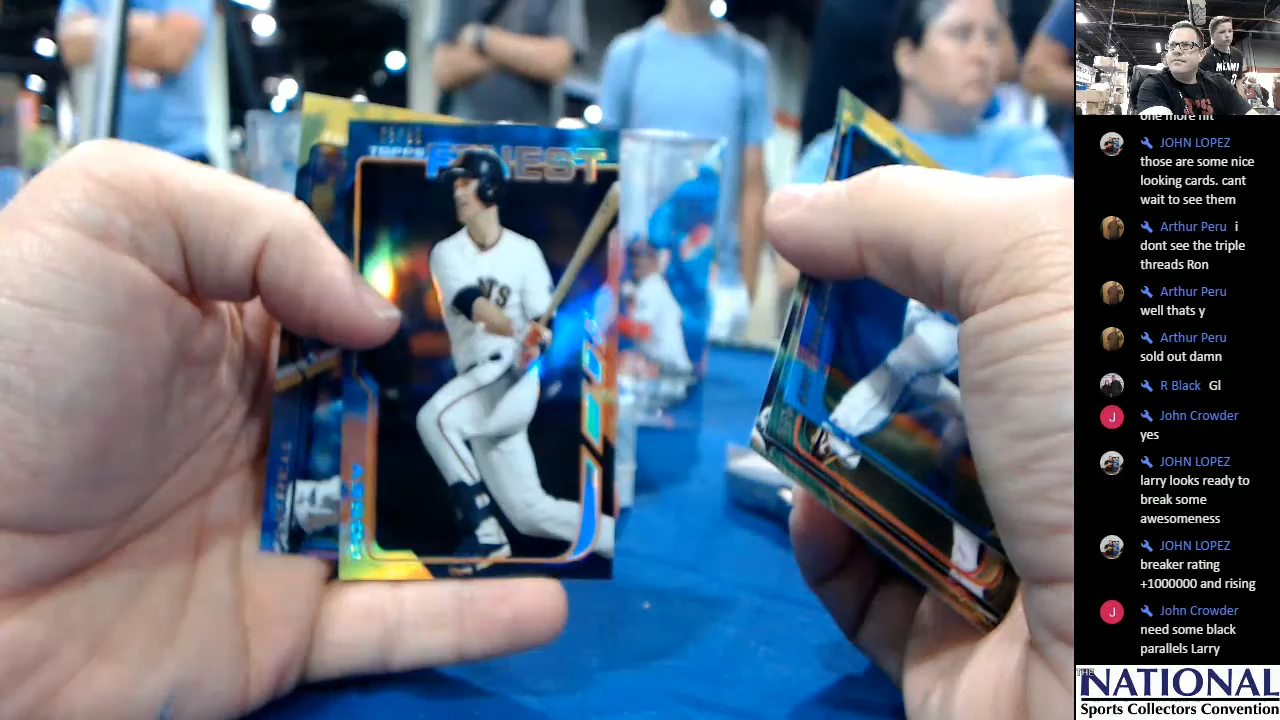 TOPPS FINEST
POSEY
one more hit
JOHN LOPEZ
those are some nice
looking cards. cant
wait to see them
Arthur Peru i
dont see the triple
threads Ron
Arthur Peru
well thats y
Arthur Peru
sold out damn
R Black Gl
J John Crowder
yes
JOHN LOPEZ
larry looks ready to
break some
awesomeness
JOHN LOPEZ
breaker rating
+1000000 and rising
J John Crowder
need some black
parallels Larry
THE
NATIONAL
Sports Collectors Convention